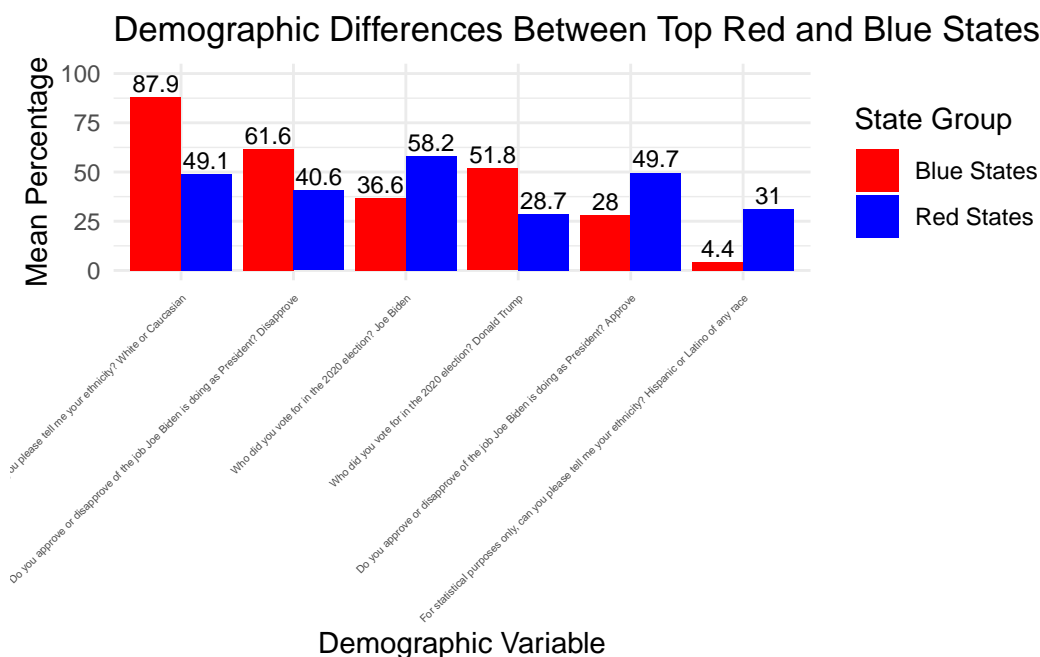 Demographic Differences Between Top Red and Blue States
Mean Percentage
100
75
50
25
0
87.9
49.1
61.6
40.6
36.6
58.2
51.8
28.7
28
49.7
4.4
31
State Group
Blue States
Red States
please tell me your ethnicity? White or Caucasian
Do you approve or disapprove of the job Joe Biden is doing as President? Disapprove
Who did you vote for in the 2020 election? Joe Biden
Who did you vote for in the 2020 election? Donald Trump
Do you approve or disapprove of the job Joe Biden is doing as President? Approve
For statistical purposes only, can you please tell me your ethnicity? Hispanic or Latino of any race
Demographic Variable